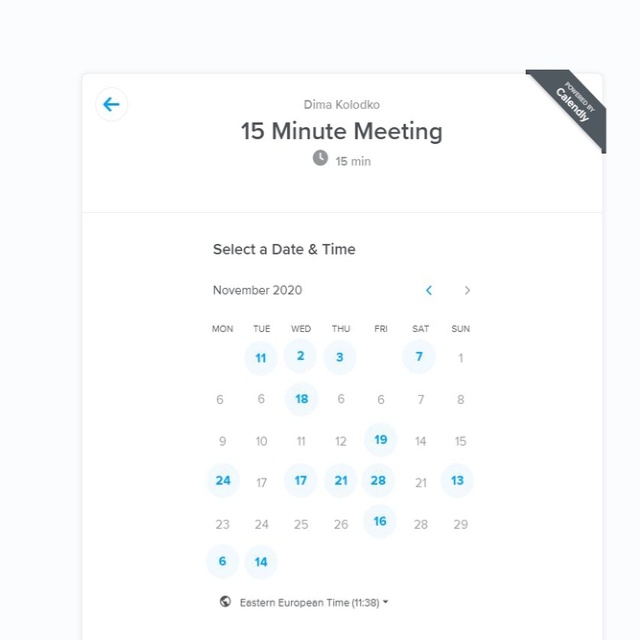 POWERED BY
Calendly
Dima Kolodko
15 Minute Meeting
15 min
Select a Date & Time
November 2020
MON TUE WED THU FRI SAT SUN
11 2 3 7 1
6 6 18 6 6 7 8
9 10 11 12 19 14 15
24 17 17 21 28 21 13
23 24 25 26 16 28 29
6 14
Eastern European Time (11:38)